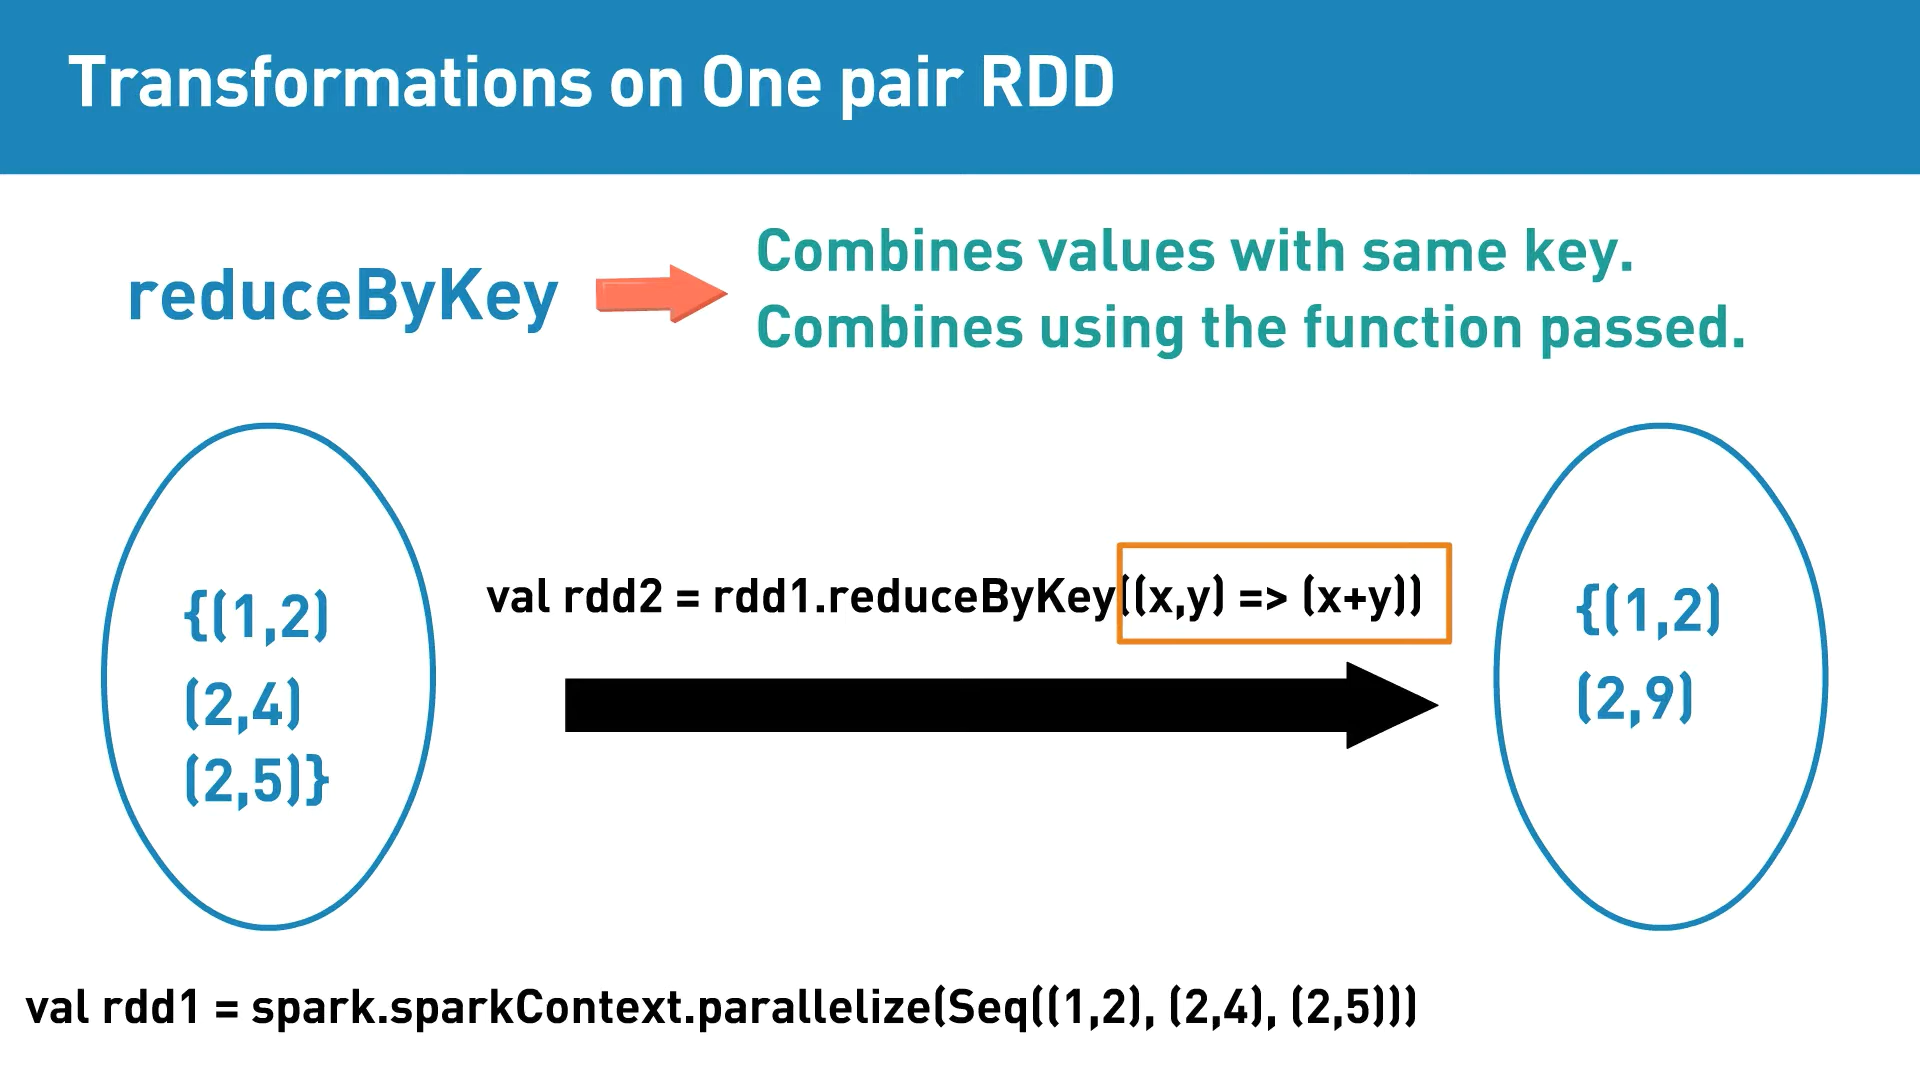 Transformations on One pair RDD
reduceByKey
Combines values with same key.
Combines using the function passed.
{(1,2)
(2,4)
(2,5)}
val rdd2 = rdd1.reduceByKey((x,y) => (x+y))
{(1,2)
(2,9)
val rdd1 = spark.sparkContext.parallelize(Seq((1,2), (2,4), (2,5)))